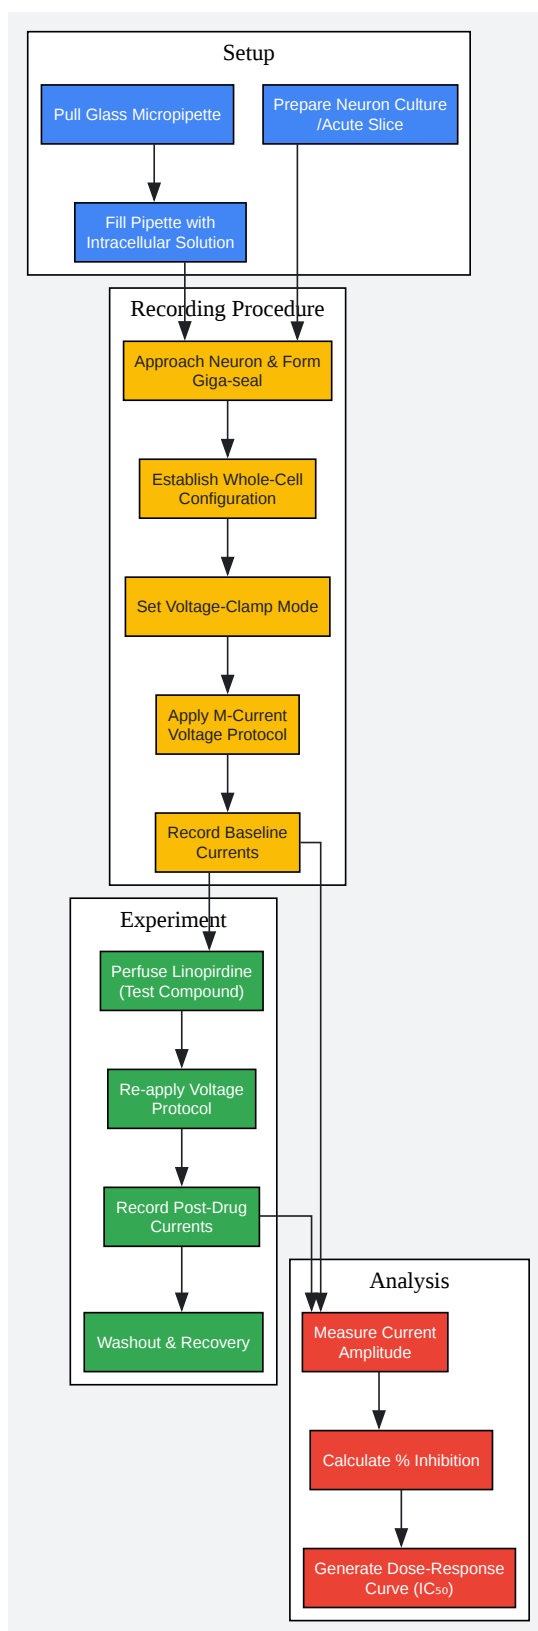 Setup
Pull Glass Micropipette
Prepare Neuron Culture
/Acute Slice
Fill Pipette with
Intracellular Solution
Recording Procedure
Approach Neuron & Form
Giga-seal
Establish Whole-Cell
Configuration
Set Voltage-Clamp Mode
Apply M-Current
Voltage Protocol
Record Baseline
Currents
Experiment
Perfuse Linopirdine
(Test Compound)
Re-apply Voltage
Protocol
Record Post-Drug
Currents
Washout & Recovery
Analysis
Measure Current
Amplitude
Calculate % Inhibition
Generate Dose-Response
Curve (IC₅₀)